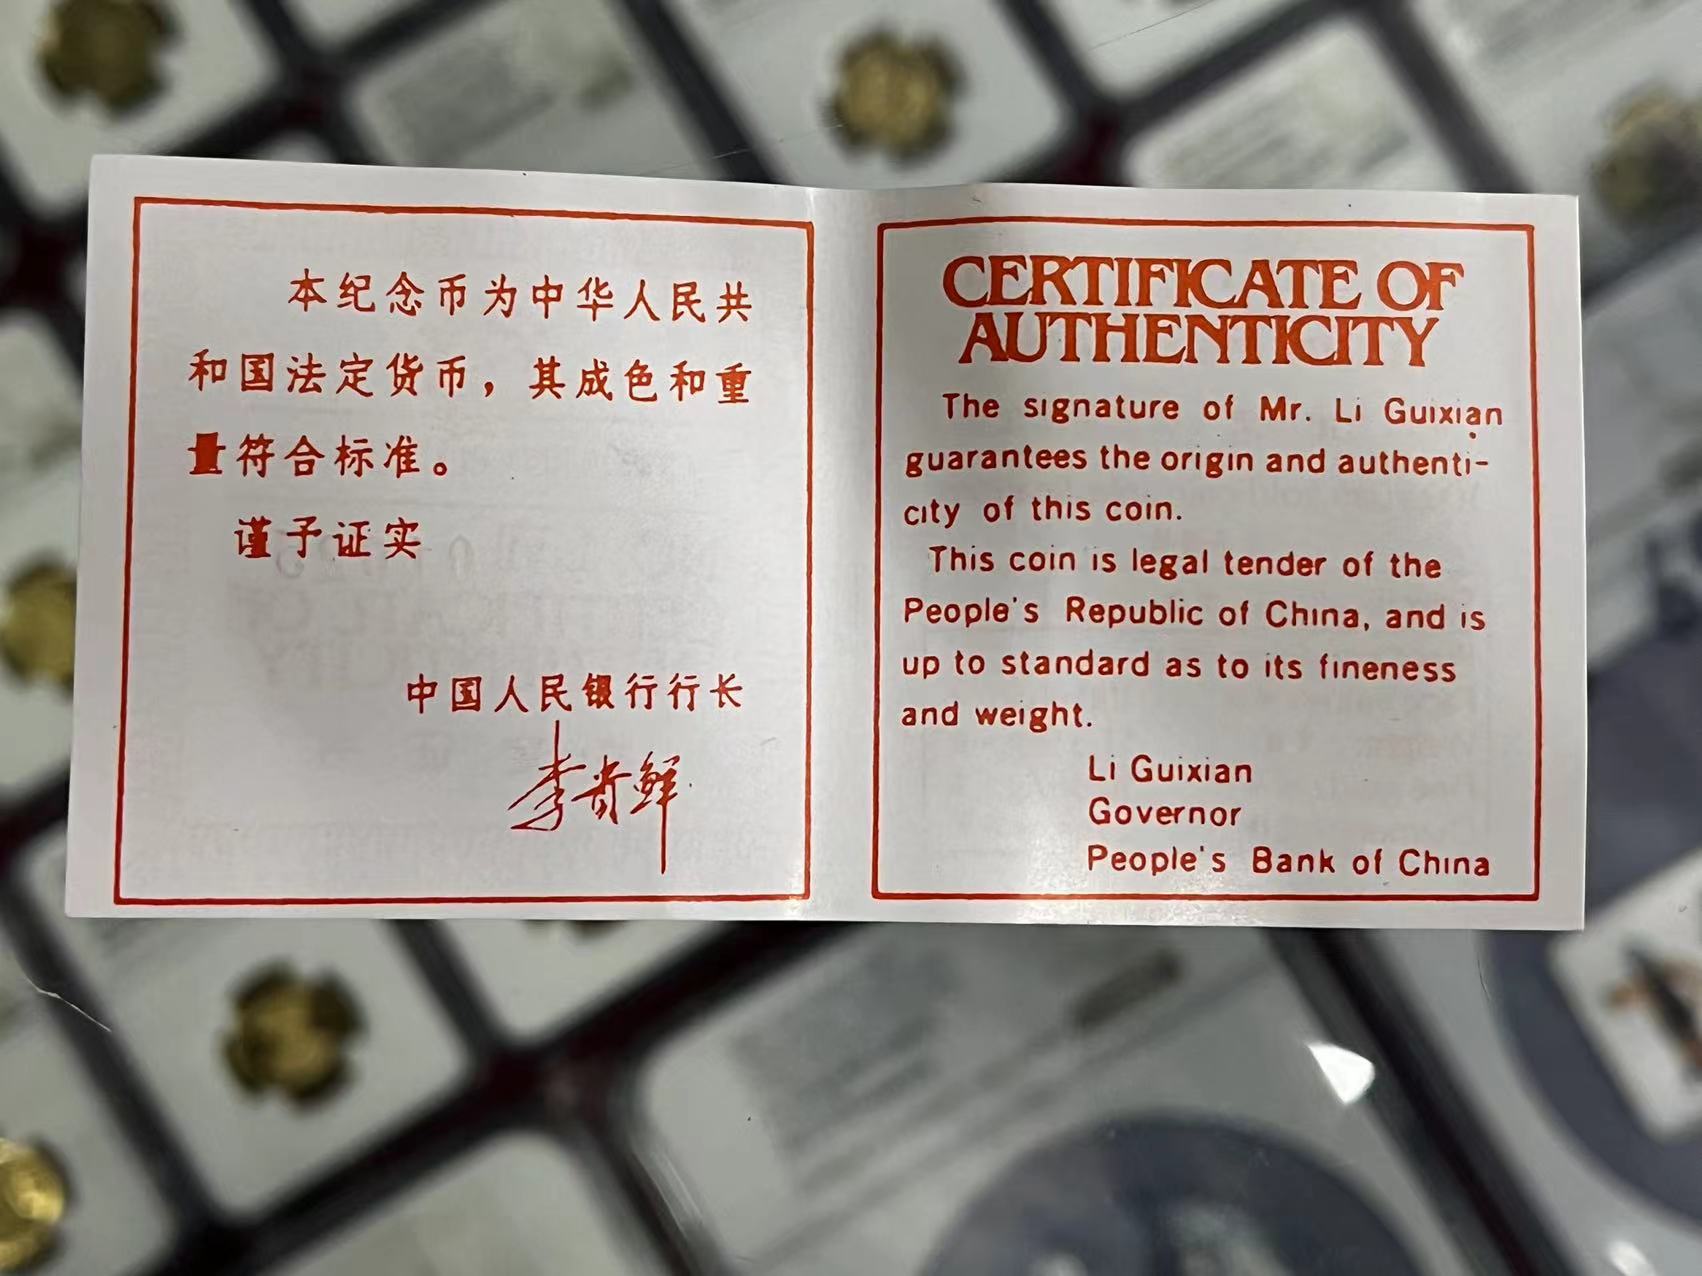 本纪念币为中华人民共
和国法定货币，其成色和重
量符合标准。
谨予证实
中国人民银行行长
李贵鲜
CERTIFICATE OF
AUTHENTICITY
The signature of Mr. Li Guixian
guarantees the origin and authenti-
city of this coin.
This coin is legal tender of the
People's Republic of China, and is
up to standard as to its fineness
and weight.
Li Guixian
Governor
People's Bank of China